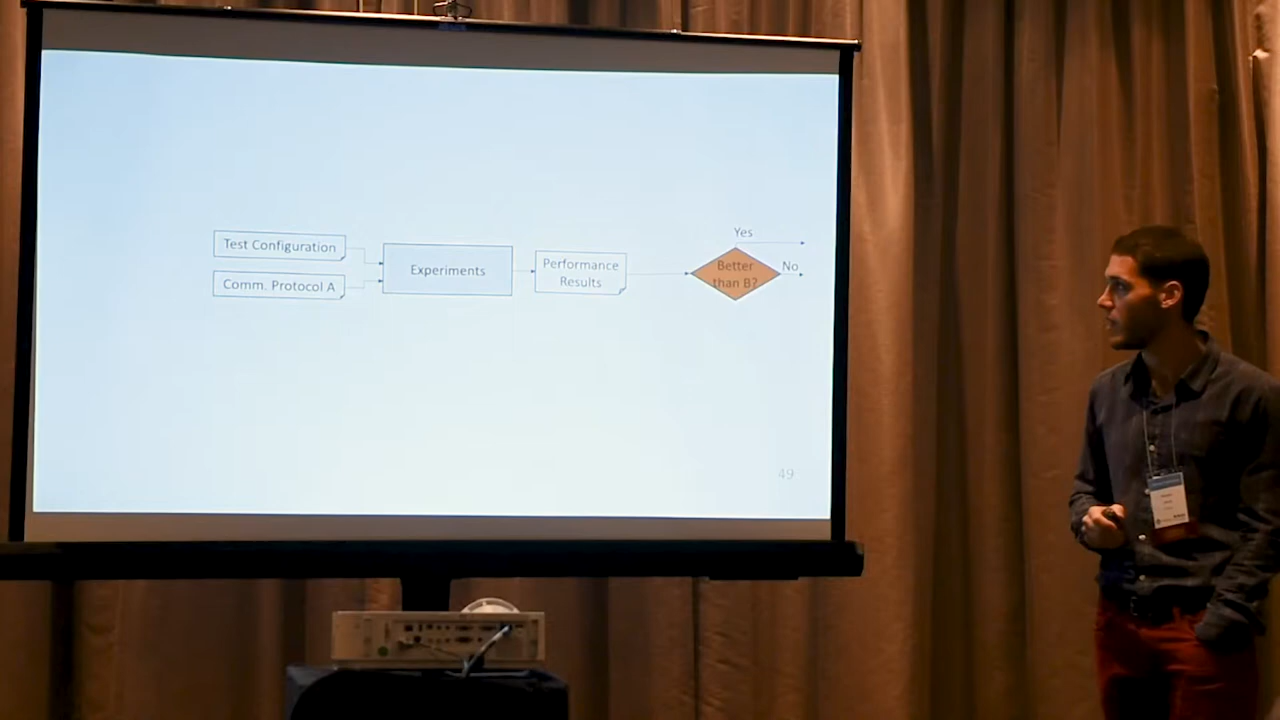 Test Configuration
Comm. Protocol A
Experiments
Performance
Results
Better
than B?
Yes
No
49